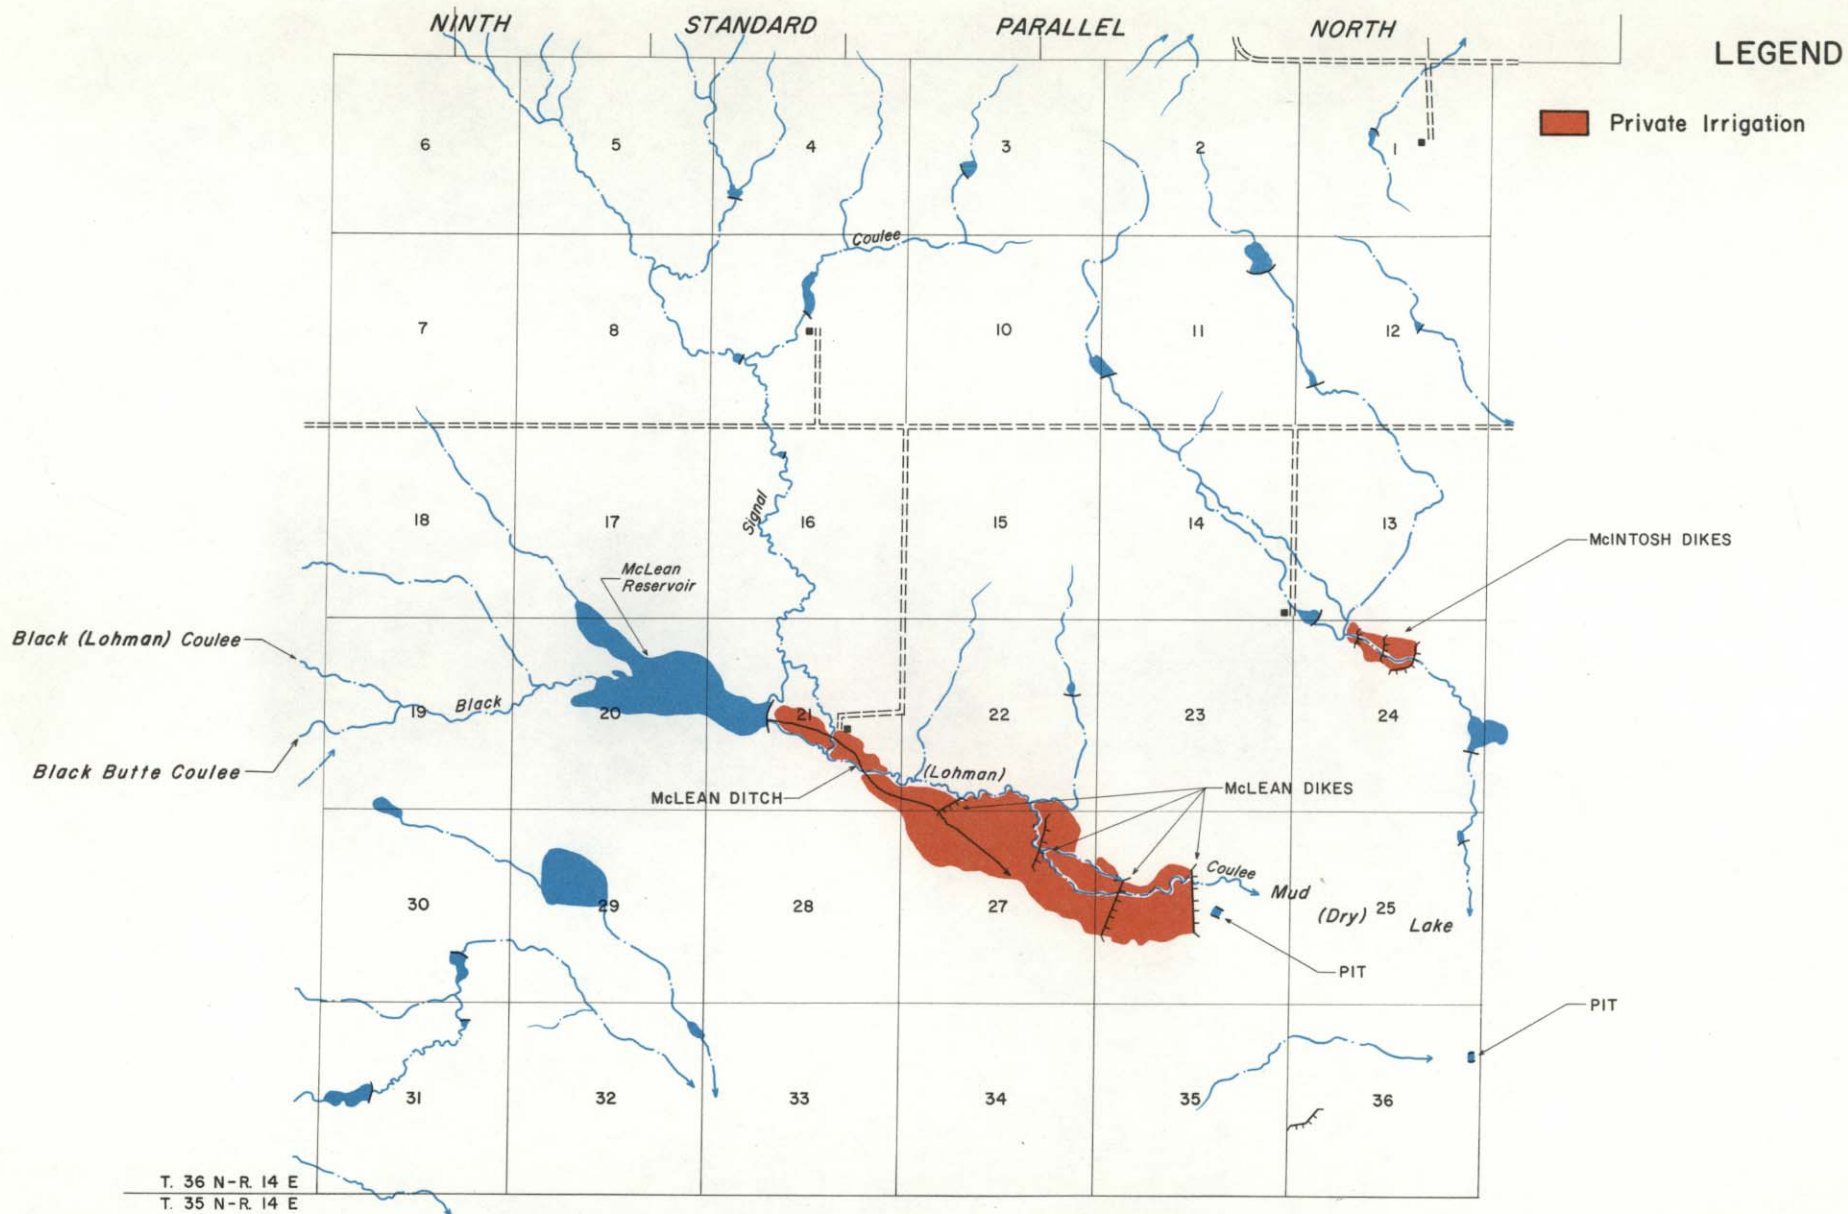 NINTH STANDARD PARALLEL NORTH
LEGEND
Private Irrigation
6 5 4 3 2 1
Coulee
7 8 10 11 12
Signal
18 17 16 15 14 13
McINTOSH DIKES
McLean
Reservoir
Black (Lohman) Coulee
19 Black 20 21 22 23 24
Black Butte Coulee
(Lohman)
McLEAN DITCH
McLEAN DIKES
Coulee
Mud (Dry) Lake
30 29 28 27 25
PIT
PIT
31 32 33 34 35 36
T. 36 N-R. 14 E
T. 35 N-R. 14 E